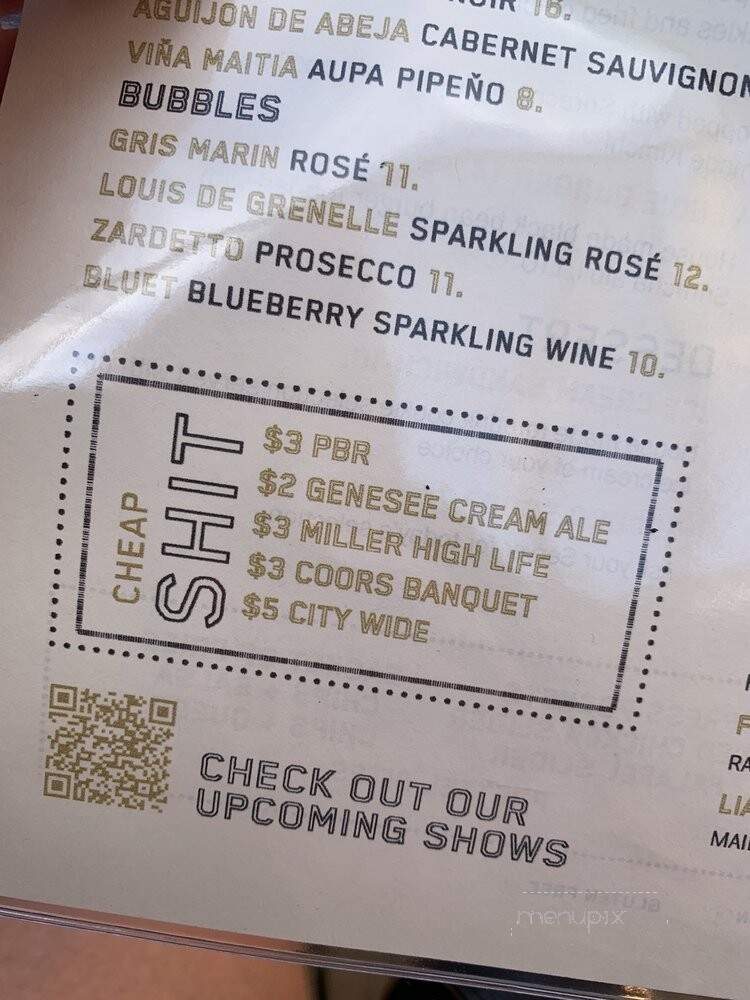 NOIR 16.
AGUIJON DE ABEJA CABERNET SAUVIGNON
VIÑA MAITIA AUPA PIPEÑO 8.
BUBBLES
GRIS MARIN ROSÉ 11.
LOUIS DE GRENELLE SPARKLING ROSÉ 12.
ZARDETTO PROSECCO 11.
BLUET BLUEBERRY SPARKLING WINE 10.
CHEAP
SHIT
$3 PBR
$2 GENESEE CREAM ALE
$3 MILLER HIGH LIFE
$3 COORS BANQUET
$5 CITY WIDE
CHECK OUT OUR
UPCOMING SHOWS
menupix